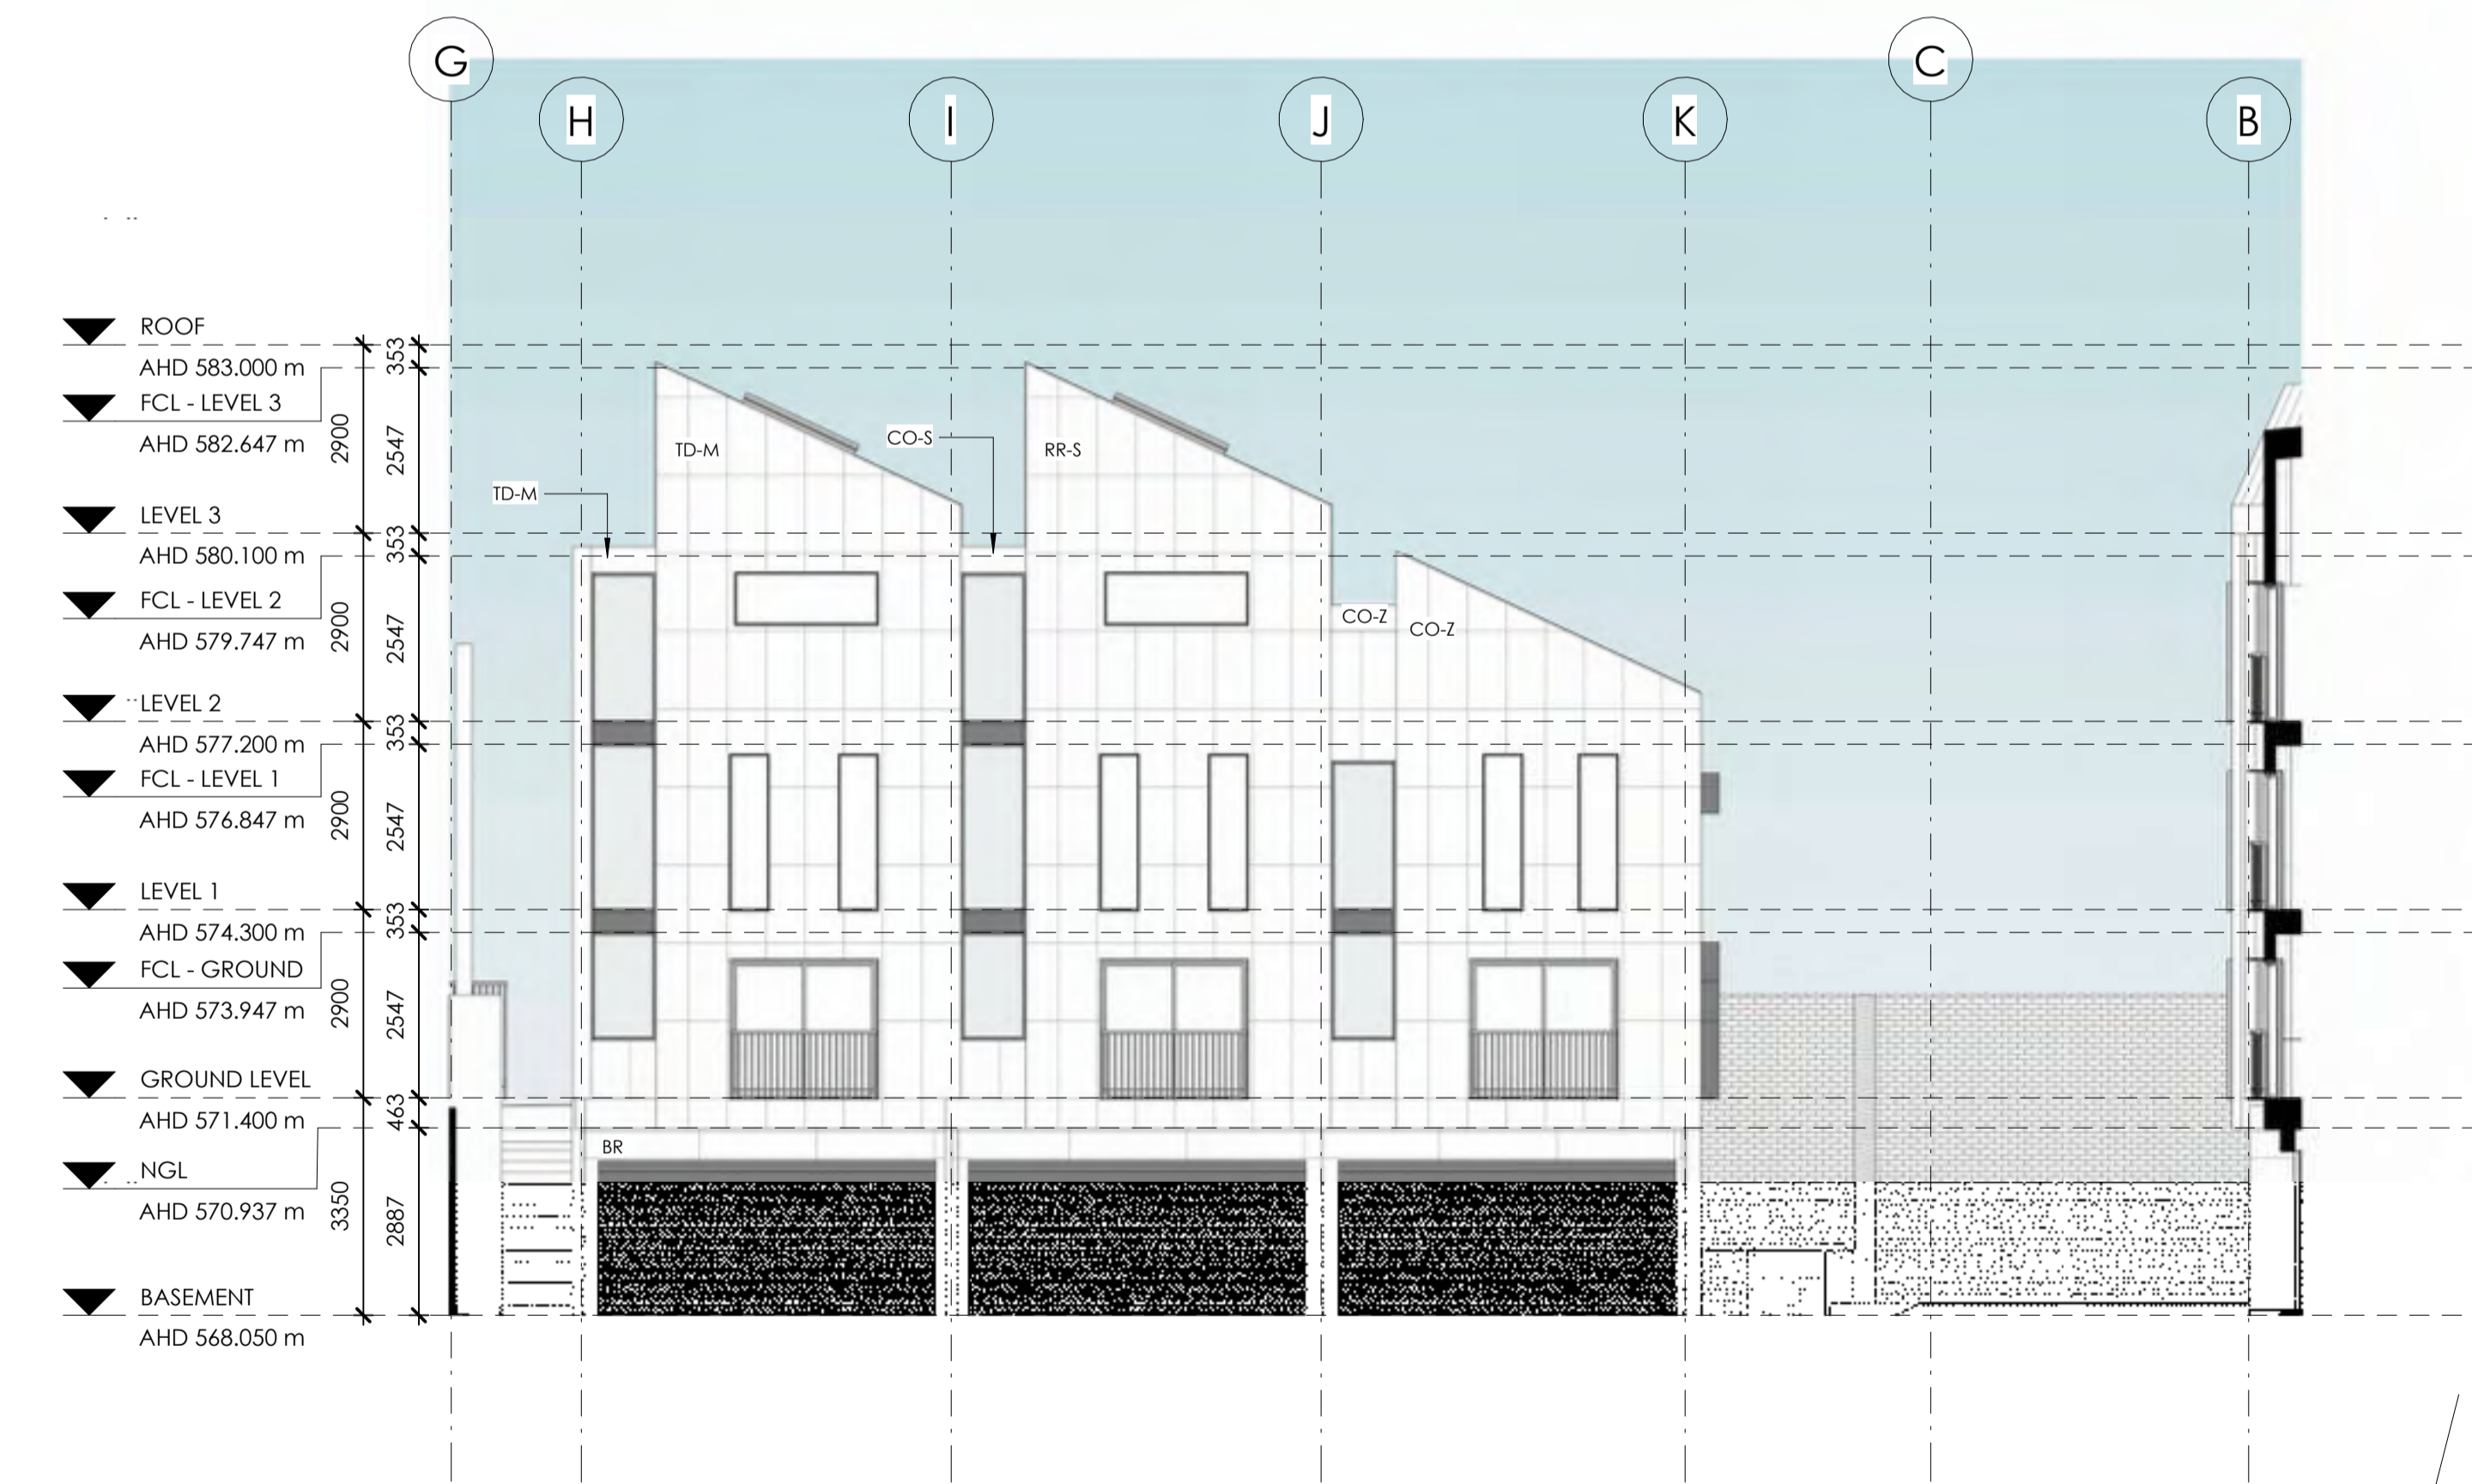 G
C
H
I
J
K
B
ROOF
AHD 583.000 m
FCL - LEVEL 3
AHD 582.647 m
LEVEL 3
AHD 580.100 m
FCL - LEVEL 2
AHD 579.747 m
LEVEL 2
AHD 577.200 m
FCL - LEVEL 1
AHD 576.847 m
LEVEL 1
AHD 574.300 m
FCL - GROUND
AHD 573.947 m
GROUND LEVEL
AHD 571.400 m
NGL
AHD 570.937 m
BASEMENT
AHD 568.050 m
2900
2900
2900
2900
3350
353
2547
353
2547
353
2547
353
2547
463
2887
TD-M
TD-M
CO-S
RR-S
CO-Z
CO-Z
BR